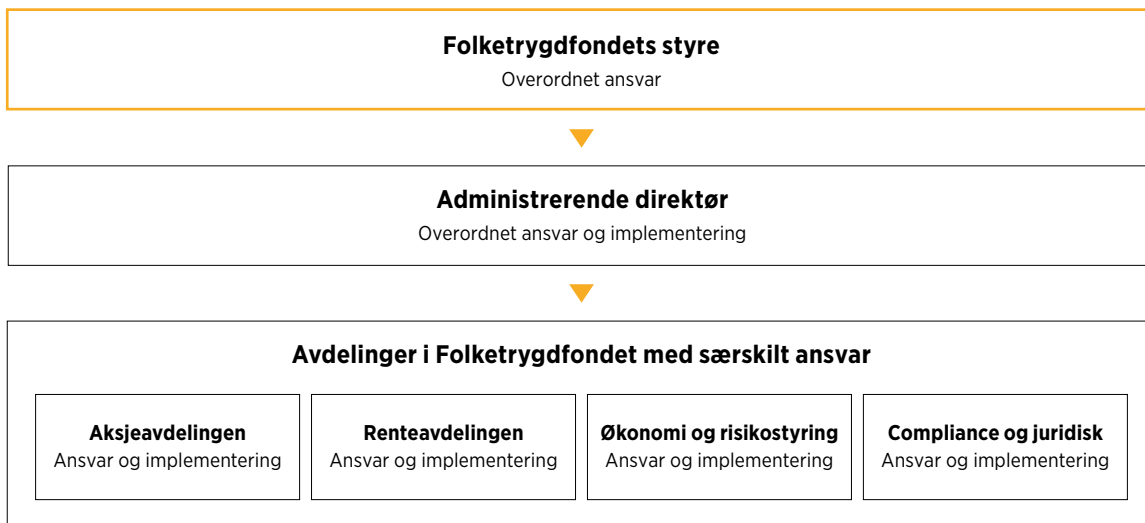 Folketrygdfondets styre
Overordnet ansvar
Administrerende direktør
Overordnet ansvar og implementering
Avdelinger i Folketrygdfondet med særskilt ansvar
Aksjeavdelingen
Ansvar og implementering
Renteavdelingen
Ansvar og implementering
Økonomi og risikostyring
Ansvar og implementering
Compliance og juridisk
Ansvar og implementering